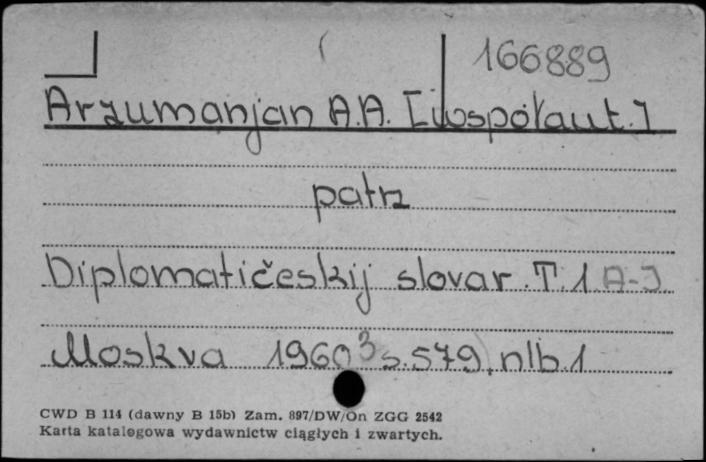 166889
Arzumanjan A.A. [i współaut.]
patrz
Diplomatičeskij slovar. T. 1 A-I
Moskva 1960 s. 579, nlb. 1
CWD B 114 (dawny B 15b) Zam. 897/DW/On ZGG 2542
Karta katalogowa wydawnictw ciągłych i zwartych.